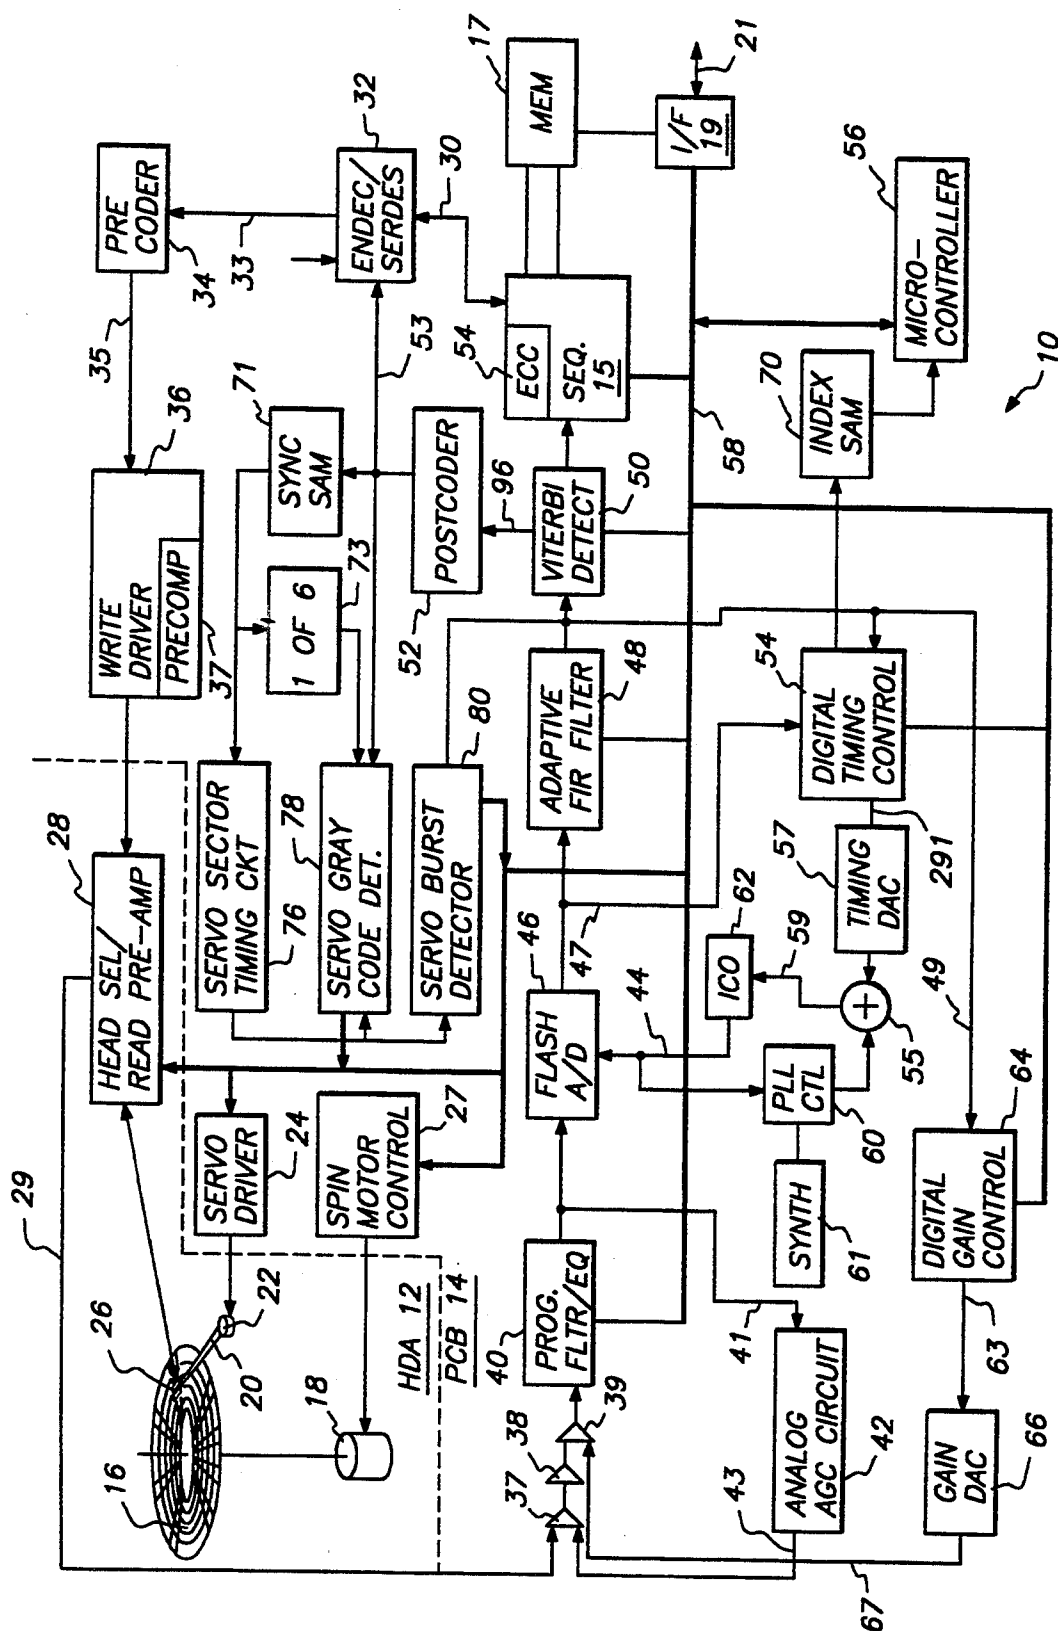 29
28
HEAD SEL/
READ PRE-AMP
WRITE
DRIVER
PRECOMP
37
36
35
PRE
CODER
34
33
26
16
20
22
18
SERVO
DRIVER
24
SPIN
MOTOR
CONTROL
27
HDA 12
PCB 14
SERVO SECTOR
TIMING CKT
76
SERVO GRAY
CODE DET.
78
SERVO BURST
DETECTOR
80
1 OF 6
73
SYNC
SAM
71
53
ENDEC/
SERDES
32
30
POSTCODER
52
96
37
38
39
PROG.
FLTR/EQ
40
FLASH
A/D
46
47
44
ADAPTIVE
FIR FILTER
48
VITERBI
DETECT
50
ECC
54
SEQ.
15
MEM
17
I/F
19
21
58
41
ANALOG
AGC CIRCUIT
42
43
SYNTH
61
PLL
CTL
60
ICO
62
59
55
TIMING
DAC
57
291
DIGITAL
TIMING
CONTROL
54
INDEX
SAM
70
MICRO-
CONTROLLER
56
49
DIGITAL
GAIN
CONTROL
64
63
GAIN
DAC
66
67
10